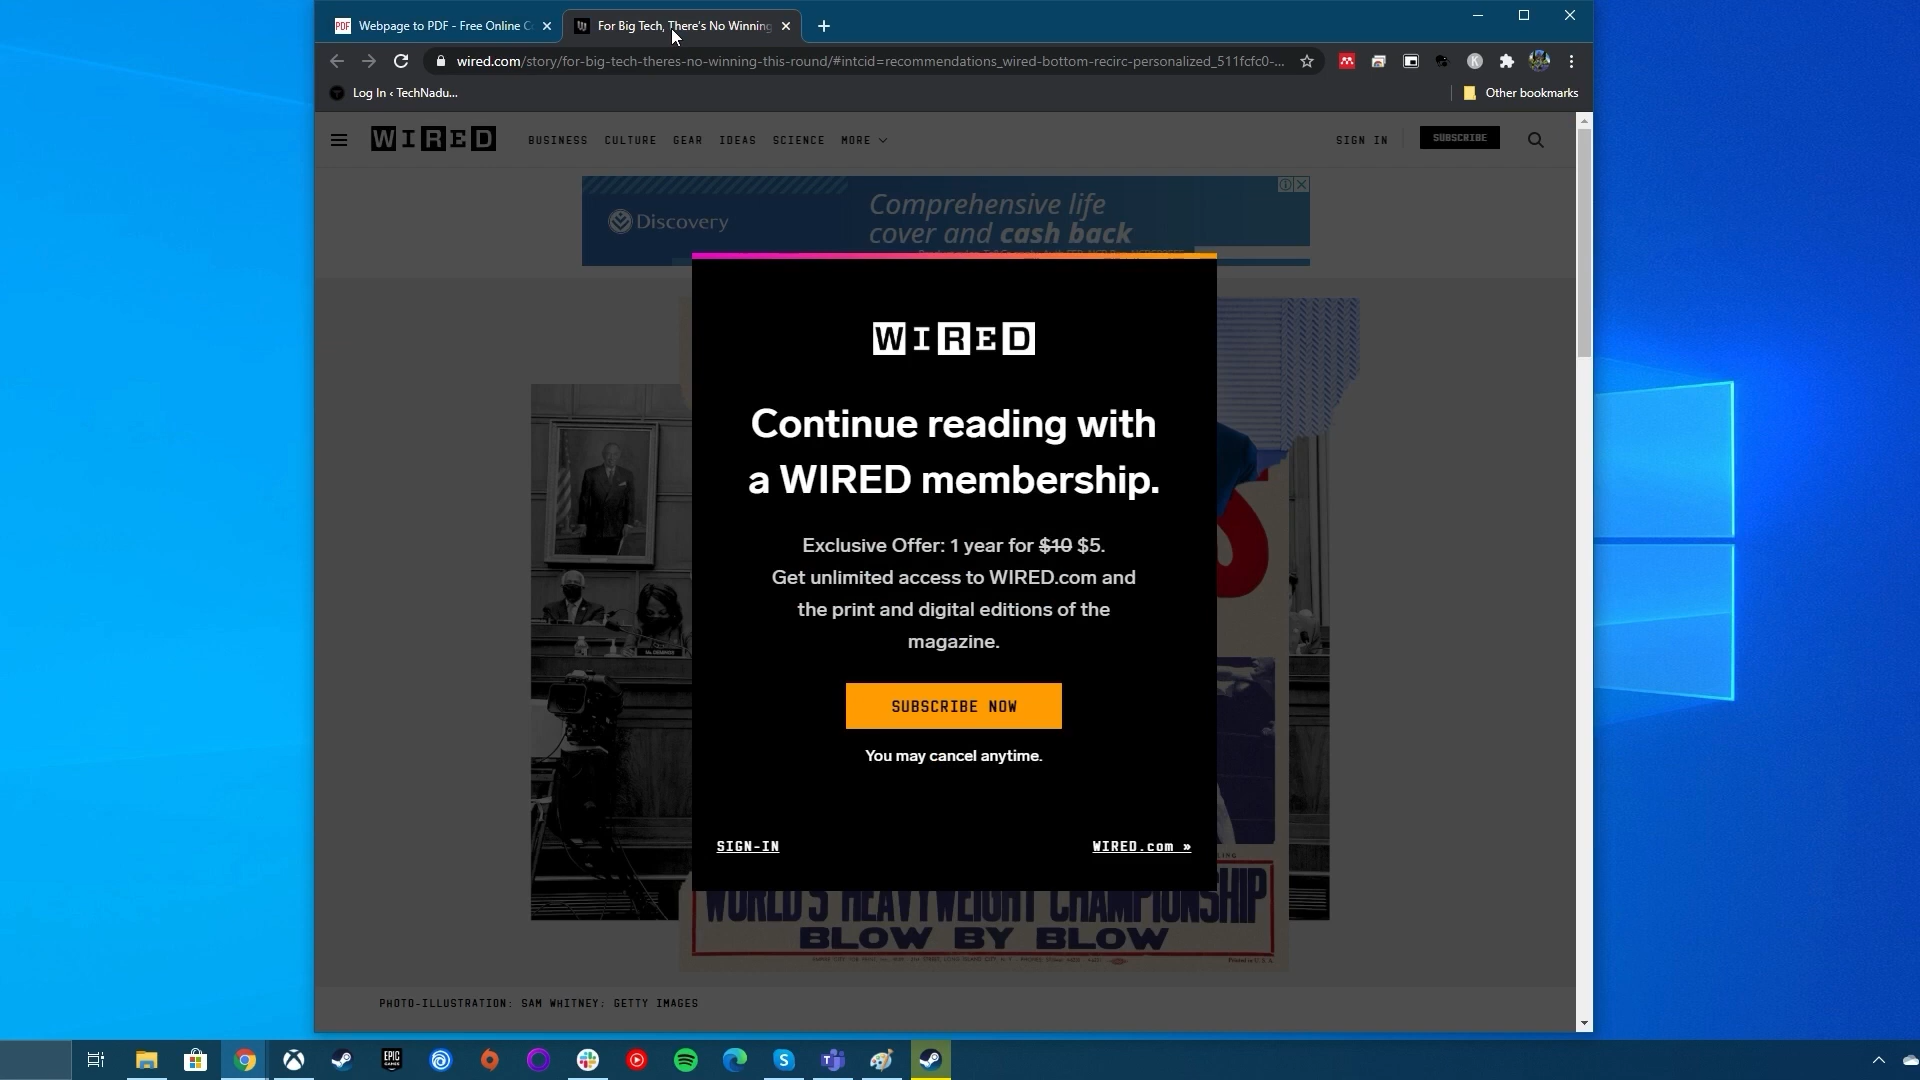 Webpage to PDF - Free Online C
For Big Tech, There's No Winning
wired.com/story/for-big-tech-theres-no-winning-this-round/#intcid=recommendations_wired-bottom-recirc-personalized_511fcfc0-...
Log In ‹ TechNadu...
Other bookmarks
WIRED
BUSINESS CULTURE GEAR IDEAS SCIENCE MORE
SIGN IN
SUBSCRIBE
Discovery
Comprehensive life
cover and cash back
WIRED
Continue reading with
a WIRED membership.
Exclusive Offer: 1 year for $10 $5.
Get unlimited access to WIRED.com and
the print and digital editions of the
magazine.
SUBSCRIBE NOW
You may cancel anytime.
SIGN-IN
WIRED.com »
WORLD'S HEAVYWEIGHT CHAMPIONSHIP
BLOW BY BLOW
Printed in U.S.A.
PHOTO-ILLUSTRATION: SAM WHITNEY; GETTY IMAGES
EPIC
GAMES